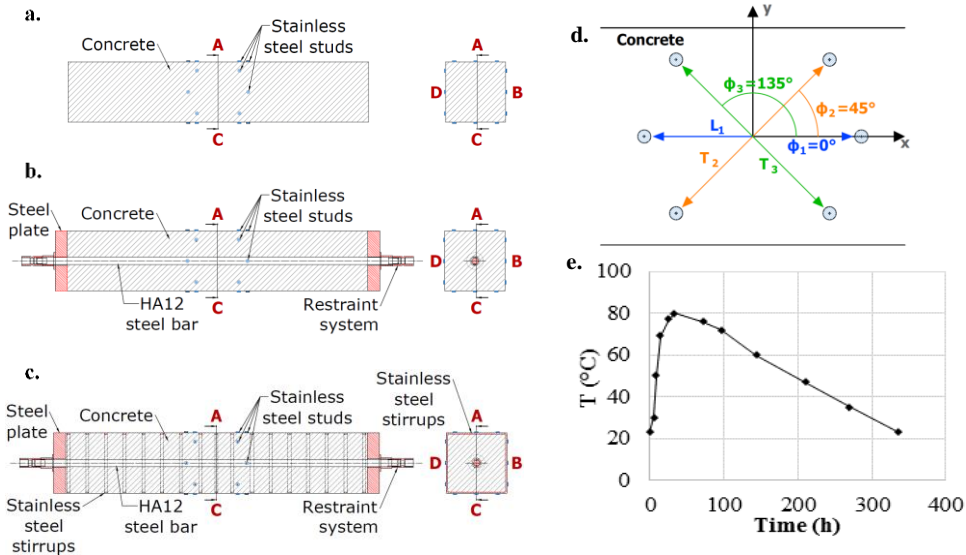 a.
Concrete
A
Stainless
steel studs
D
B
C
C
b.
Steel
plate
Concrete
A
Stainless
steel studs
A
D
B
HA12
steel bar
C
Restraint
system
C
c.
Steel
plate
Concrete
A
Stainless
steel studs
Stainless
steel
stirrups
A
D
B
Stainless
steel
stirrups
HA12
steel bar
C
Restraint
system
C
d.
Concrete
y
ϕ3=135°
ϕ2=45°
L1
ϕ1=0°
x
T2
T3
e.
100
80
60
40
20
0
T (°C)
0 100 200 300 400
Time (h)